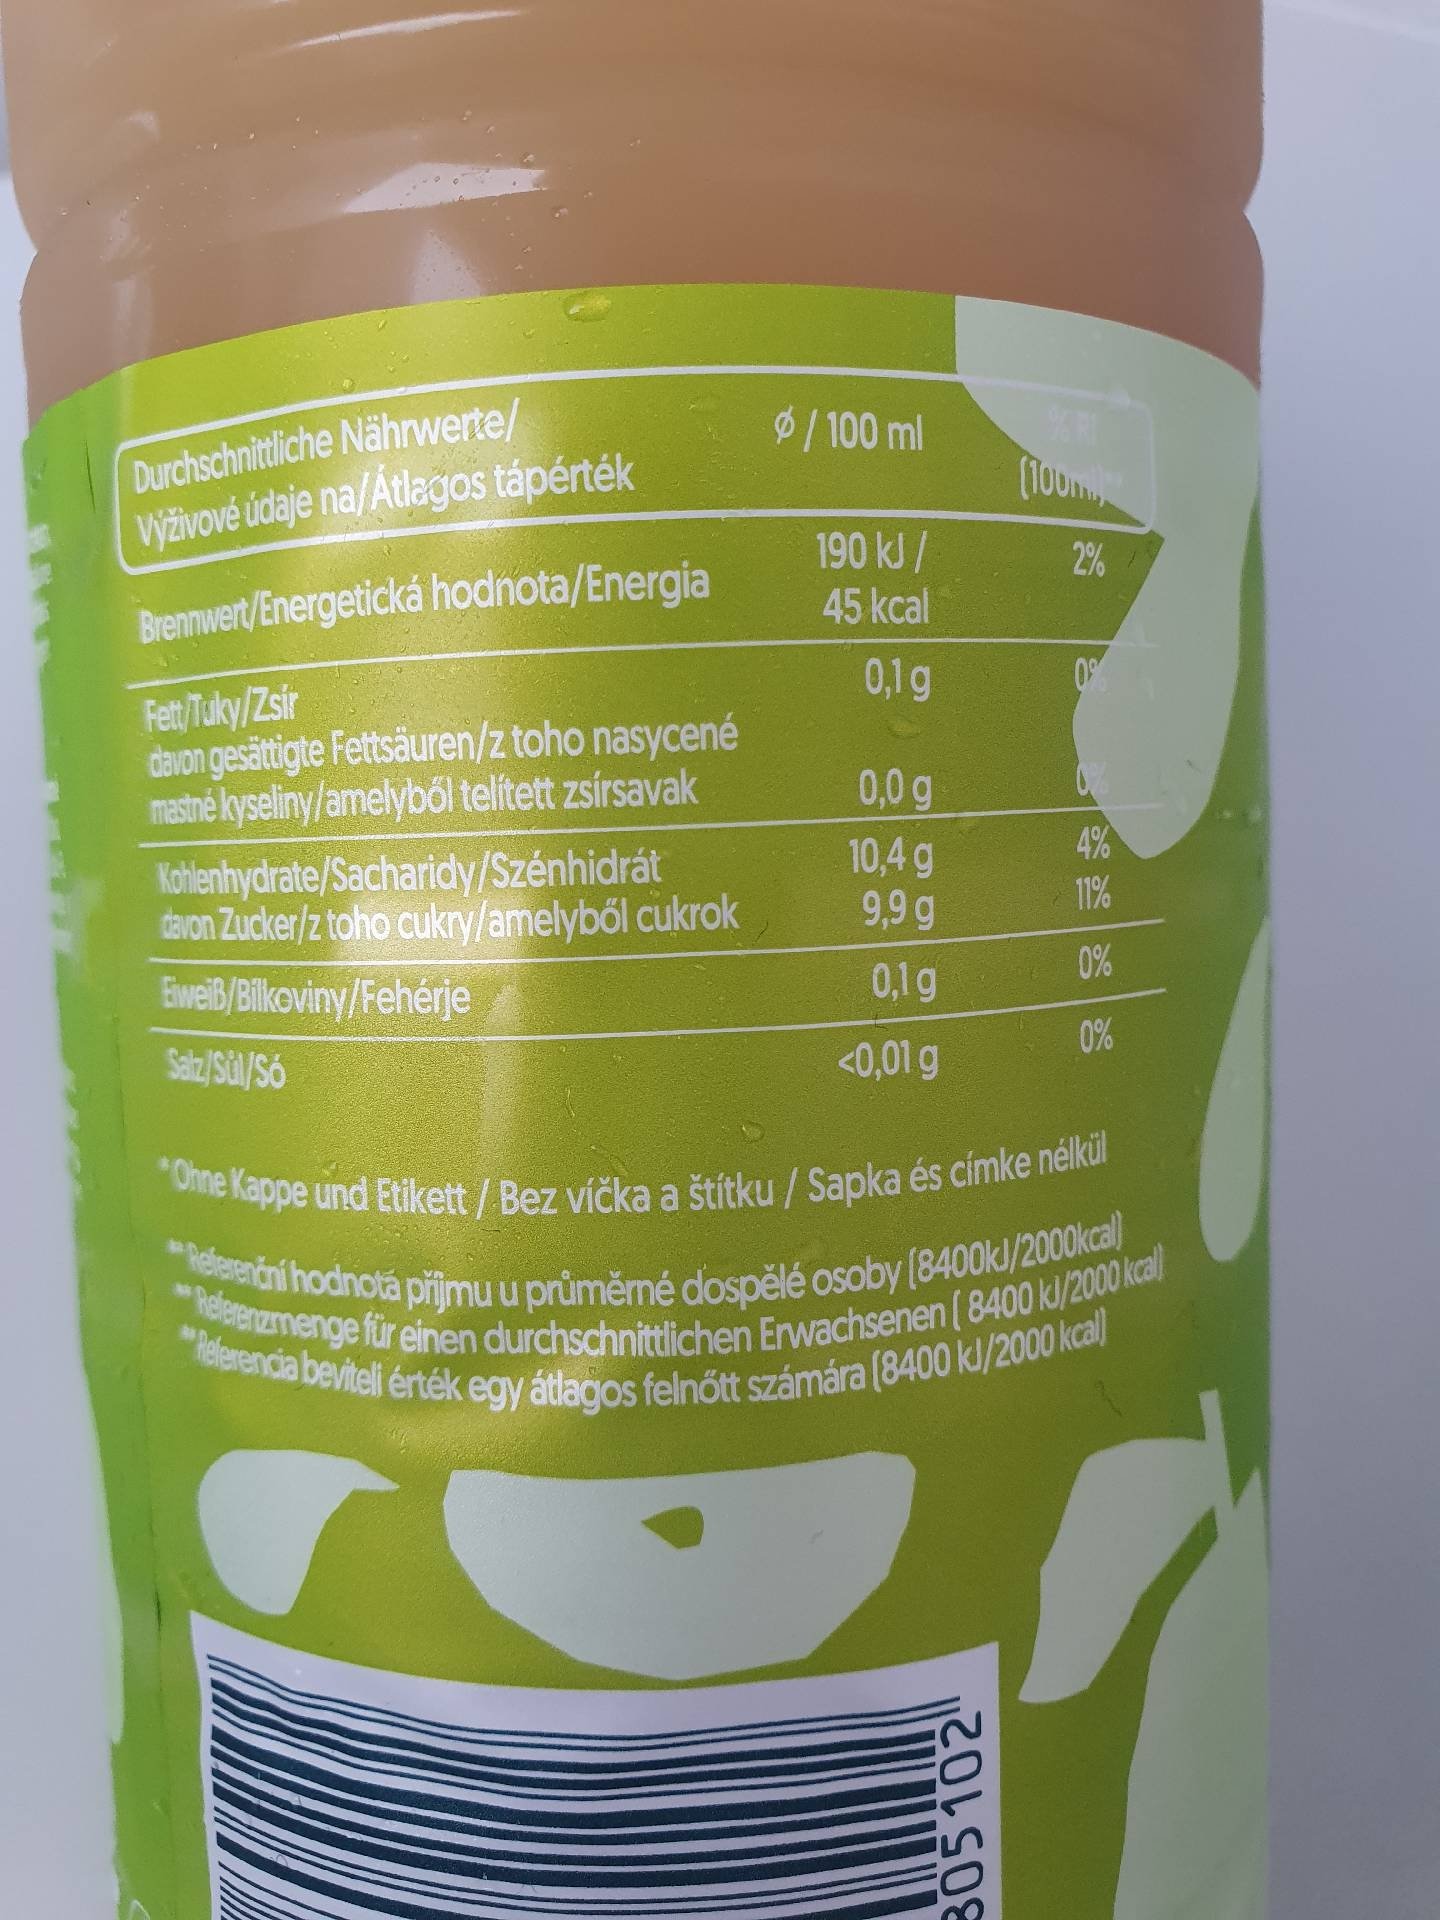 Durchschnittliche Nährwerte/
Výživové údaje na/Átlagos tápérték
ø / 100 ml
% RI
(100ml)**
Brennwert/Energetická hodnota/Energia
190 kJ /
45 kcal
2%
Fett/Tuky/Zsír
0,1 g
0%
davon gesättigte Fettsäuren/z toho nasycené
mastné kyseliny/amelyből telített zsírsavak
0,0 g
0%
Kohlenhydrate/Sacharidy/Szénhidrát
10,4 g
4%
davon Zucker/z toho cukry/amelyből cukrok
9,9 g
11%
Eiweiß/Bílkoviny/Fehérje
0,1 g
0%
Salz/Sůl/Só
<0,01 g
0%
*Ohne Kappe und Etikett / Bez víčka a štítku / Sapka és címke nélkül
**Referenční hodnota příjmu u průměrné dospělé osoby (8400kJ/2000kcal)
**Referenzmenge für einen durchschnittlichen Erwachsenen ( 8400 kJ/2000 kcal)
**Referencia beviteli érték egy átlagos felnőtt számára (8400 kJ/2000 kcal)
805102